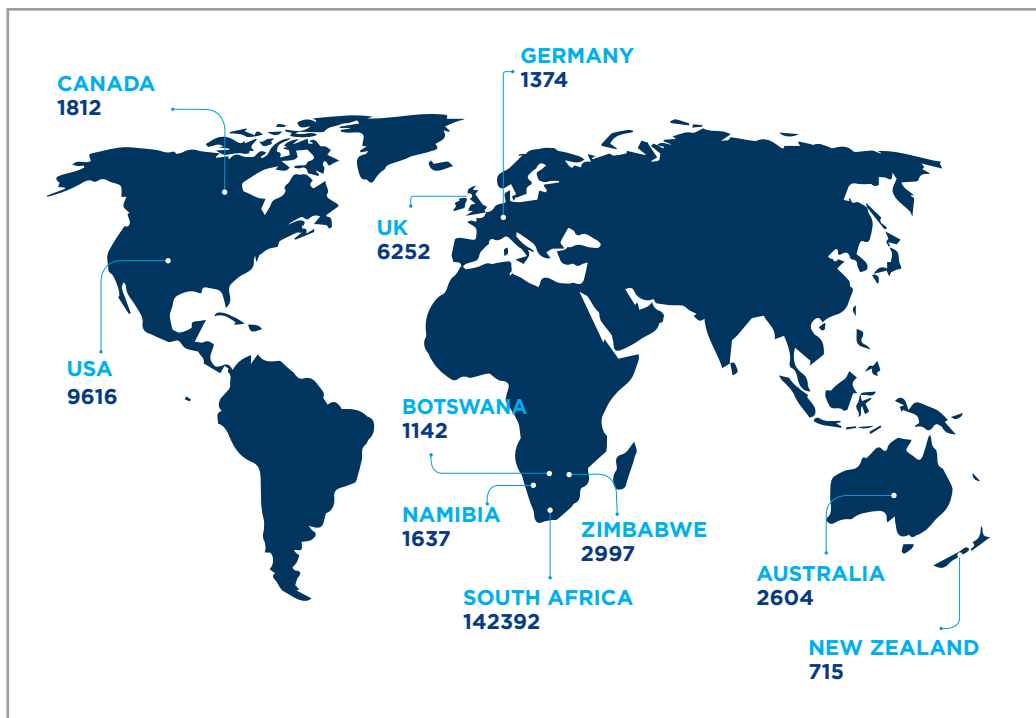 GERMANY
1374
CANADA
1812
UK
6252
USA
9616
BOTSWANA
1142
NAMIBIA
1637
ZIMBABWE
2997
SOUTH AFRICA
142392
AUSTRALIA
2604
NEW ZEALAND
715